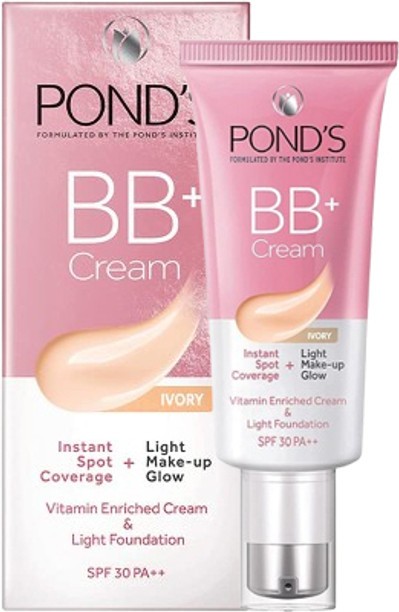 POND'S
FORMULATED BY THE POND'S INSTITUTE
BB+
Cream
IVORY
Instant
Spot
Coverage
+
Light
Make-up
Glow
Vitamin Enriched Cream
&
Light Foundation
SPF 30 PA++
POND'S
FORMULATED BY THE POND'S INSTITUTE
BB+
Cream
IVORY
Instant
Spot
Coverage
+
Light
Make-up
Glow
Vitamin Enriched Cream
&
Light Foundation
SPF 30 PA++